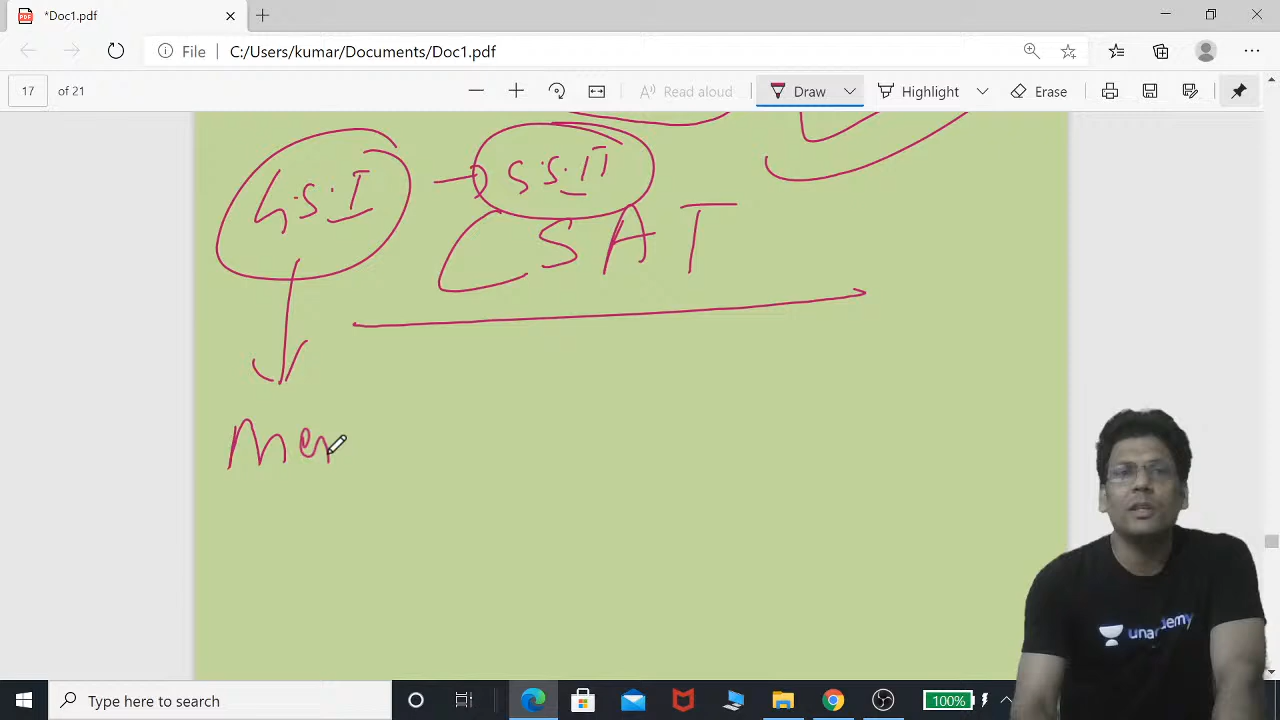 *Doc1.pdf
File C:/Users/kumar/Documents/Doc1.pdf
17 of 21 Read aloud Draw Highlight Erase
G.S.I G.S.II
CSAT
Mer
unacademy
Type here to search 100%